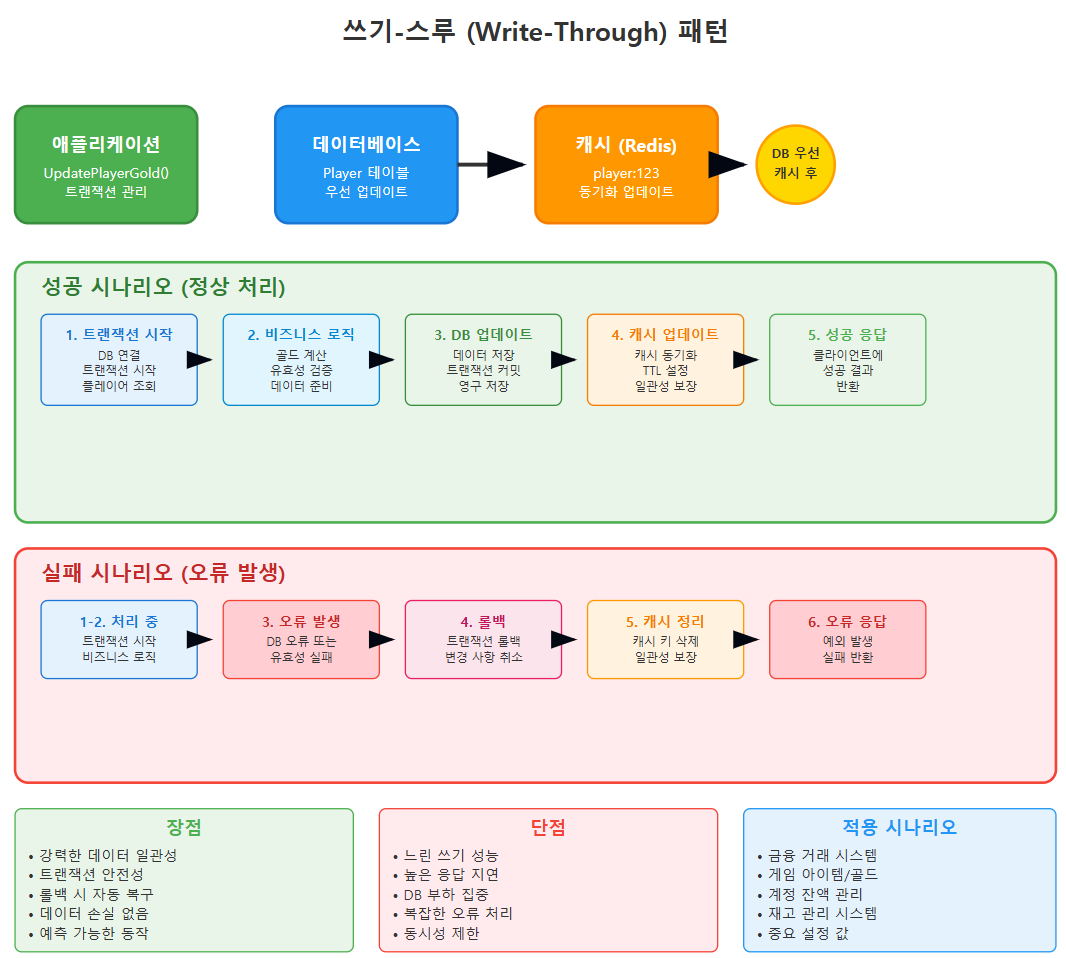 쓰기-스루 (Write-Through) 패턴
애플리케이션
UpdatePlayerGold()
트랜잭션 관리
데이터베이스
Player 테이블
우선 업데이트
캐시 (Redis)
player:123
동기화 업데이트
DB 우선
캐시 후
성공 시나리오 (정상 처리)
1. 트랜잭션 시작
DB 연결
트랜잭션 시작
플레이어 조회
2. 비즈니스 로직
골드 계산
유효성 검증
데이터 준비
3. DB 업데이트
데이터 저장
트랜잭션 커밋
영구 저장
4. 캐시 업데이트
캐시 동기화
TTL 설정
일관성 보장
5. 성공 응답
클라이언트에
성공 결과
반환
실패 시나리오 (오류 발생)
1-2. 처리 중
트랜잭션 시작
비즈니스 로직
3. 오류 발생
DB 오류 또는
유효성 실패
4. 롤백
트랜잭션 롤백
변경 사항 취소
5. 캐시 정리
캐시 키 삭제
일관성 보장
6. 오류 응답
예외 발생
실패 반환
장점
• 강력한 데이터 일관성
• 트랜잭션 안전성
• 롤백 시 자동 복구
• 데이터 손실 없음
• 예측 가능한 동작
단점
• 느린 쓰기 성능
• 높은 응답 지연
• DB 부하 집중
• 복잡한 오류 처리
• 동시성 제한
적용 시나리오
• 금융 거래 시스템
• 게임 아이템/골드
• 계정 잔액 관리
• 재고 관리 시스템
• 중요 설정 값